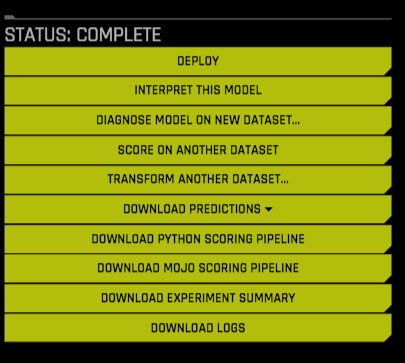 STATUS: COMPLETE
DEPLOY
INTERPRET THIS MODEL
DIAGNOSE MODEL ON NEW DATASET...
SCORE ON ANOTHER DATASET
TRANSFORM ANOTHER DATASET...
DOWNLOAD PREDICTIONS
DOWNLOAD PYTHON SCORING PIPELINE
DOWNLOAD MOJO SCORING PIPELINE
DOWNLOAD EXPERIMENT SUMMARY
DOWNLOAD LOGS